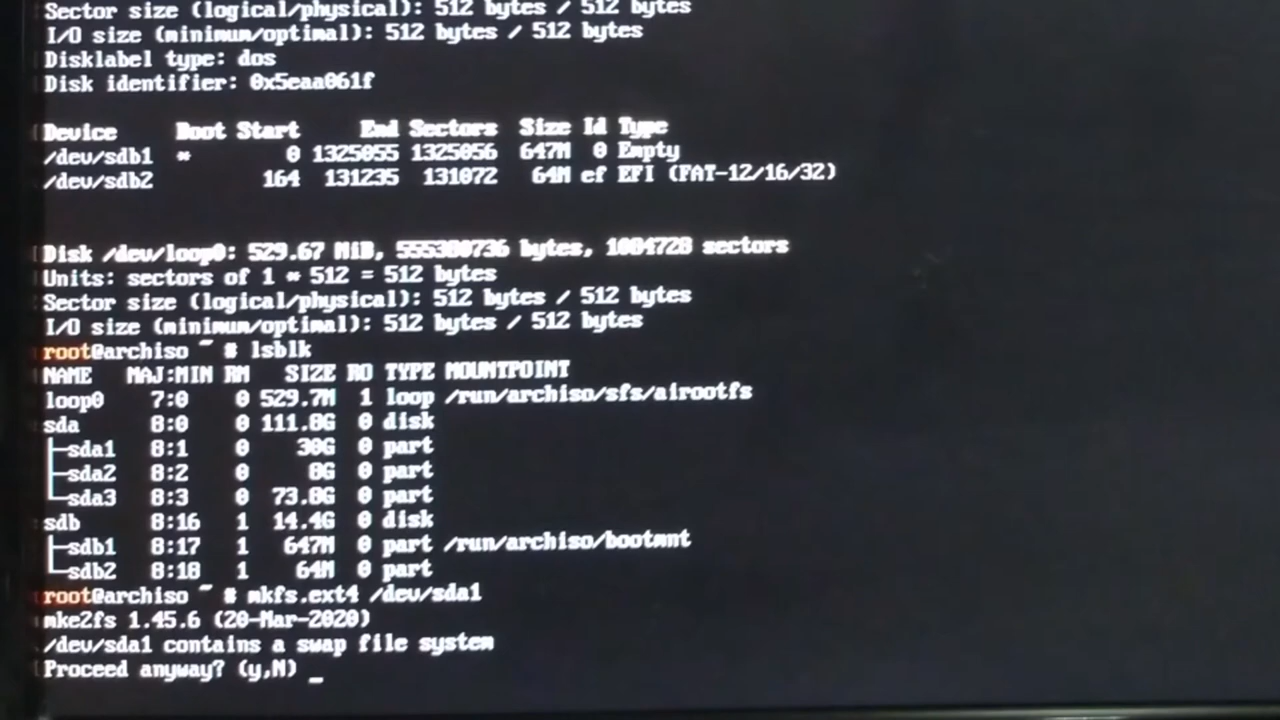 Sector size (logical/physical): 512 bytes / 512 bytes
I/O size (minimum/optimal): 512 bytes / 512 bytes
Disklabel type: dos
Disk identifier: 0x5eaa061f
Device     Boot Start     End Sectors  Size Id Type
/dev/sdb1  *        0 1325055 1325056  647M  0 Empty
/dev/sdb2         164  131235  131072   64M ef EFI (FAT-12/16/32)
Disk /dev/loop0: 529.67 MiB, 555380736 bytes, 1084728 sectors
Units: sectors of 1 * 512 = 512 bytes
Sector size (logical/physical): 512 bytes / 512 bytes
I/O size (minimum/optimal): 512 bytes / 512 bytes
root@archiso ~ # lsblk
NAME   MAJ:MIN RM   SIZE RO TYPE MOUNTPOINT
loop0    7:0    0 529.7M  1 loop /run/archiso/sfs/airootfs
sda      8:0    0 111.8G  0 disk
├─sda1   8:1    0    30G  0 part
├─sda2   8:2    0     8G  0 part
└─sda3   8:3    0  73.8G  0 part
sdb      8:16   1  14.4G  0 disk
├─sdb1   8:17   1   647M  0 part /run/archiso/bootmnt
└─sdb2   8:18   1    64M  0 part
root@archiso ~ # mkfs.ext4 /dev/sda1
mke2fs 1.45.6 (20-Mar-2020)
/dev/sda1 contains a swap file system
Proceed anyway? (y,N) _